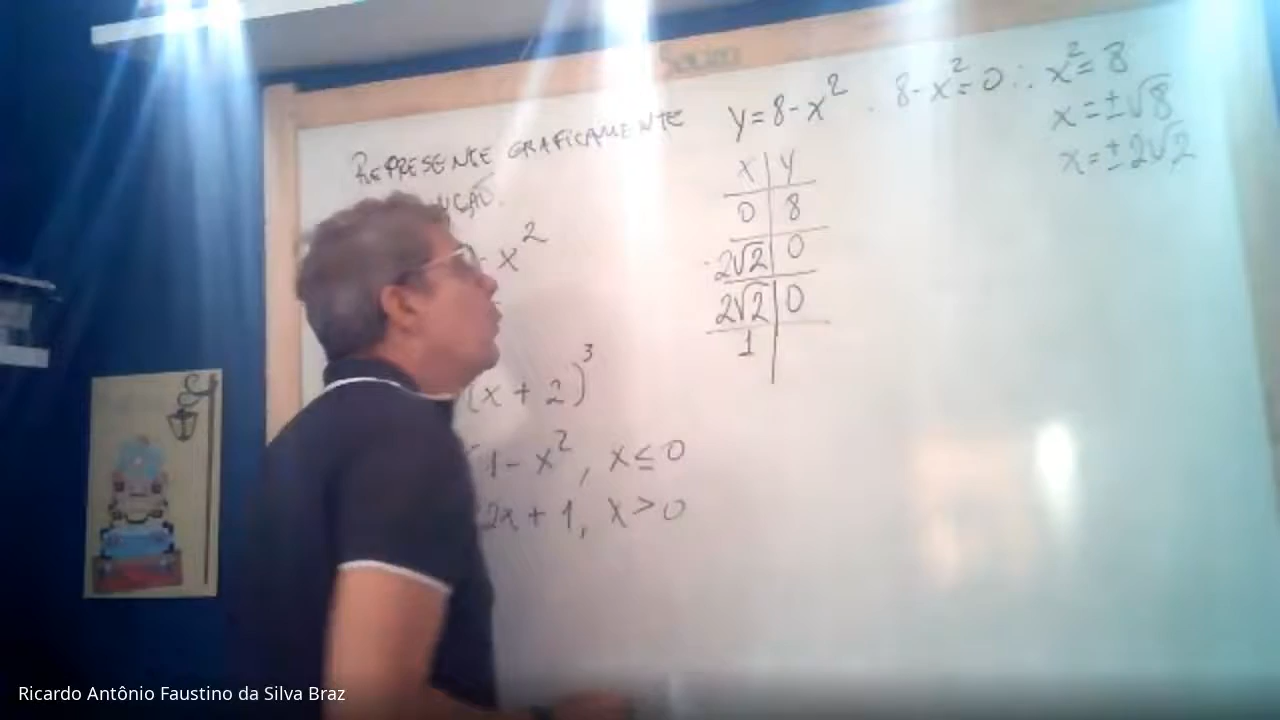 REPRESENTE GRAFICAMENTE
- x²
(x + 2)³
1 - x², x ≤ 0
2x + 1, x > 0
y = 8 - x² . 8 - x² = 0 ∴ x² = 8
x = ±√8
x = ±2√2
x | y
0 | 8
-2√2 | 0
2√2 | 0
1 |
Ricardo Antônio Faustino da Silva Braz